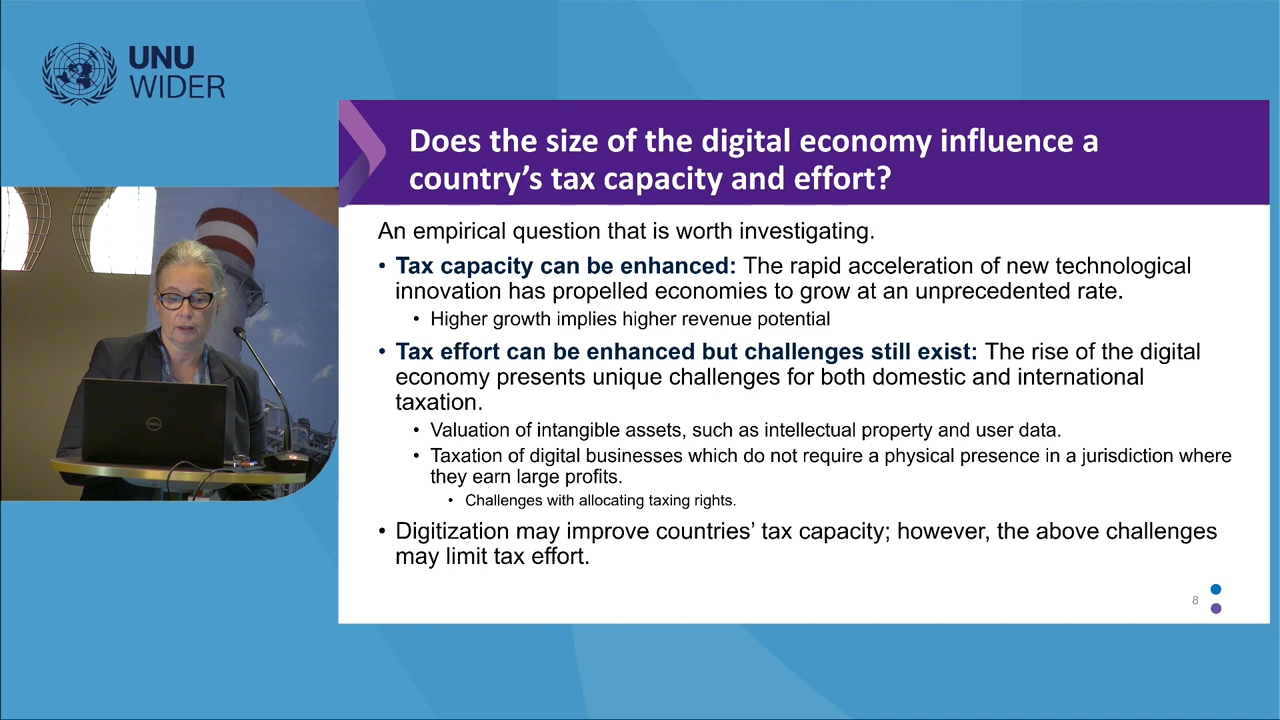 UNU
WIDER
Does the size of the digital economy influence a
country’s tax capacity and effort?
An empirical question that is worth investigating.
• Tax capacity can be enhanced: The rapid acceleration of new technological
innovation has propelled economies to grow at an unprecedented rate.
• Higher growth implies higher revenue potential
• Tax effort can be enhanced but challenges still exist: The rise of the digital
economy presents unique challenges for both domestic and international
taxation.
• Valuation of intangible assets, such as intellectual property and user data.
• Taxation of digital businesses which do not require a physical presence in a jurisdiction where
they earn large profits.
• Challenges with allocating taxing rights.
• Digitization may improve countries’ tax capacity; however, the above challenges
may limit tax effort.
8
DELL